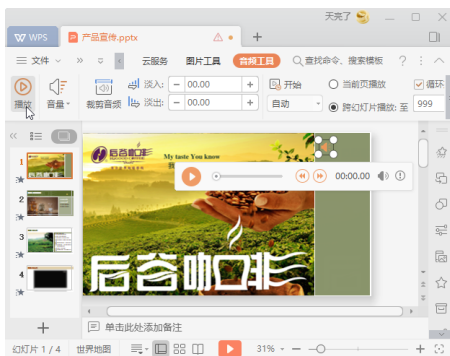 天亮了
WPS 产品宣传.pptx
文件 云服务 图片工具 音频工具 查找命令、搜索模板
播放 音量 裁剪音频 淡入: 00.00 开始 当前页播放 循环
淡出: 00.00 自动 跨幻灯片播放: 至 999
1
后谷咖啡 My taste You know
00:00.00
2
3
4
后谷咖啡
单击此处添加备注
幻灯片 1 / 4 世界地图 31%